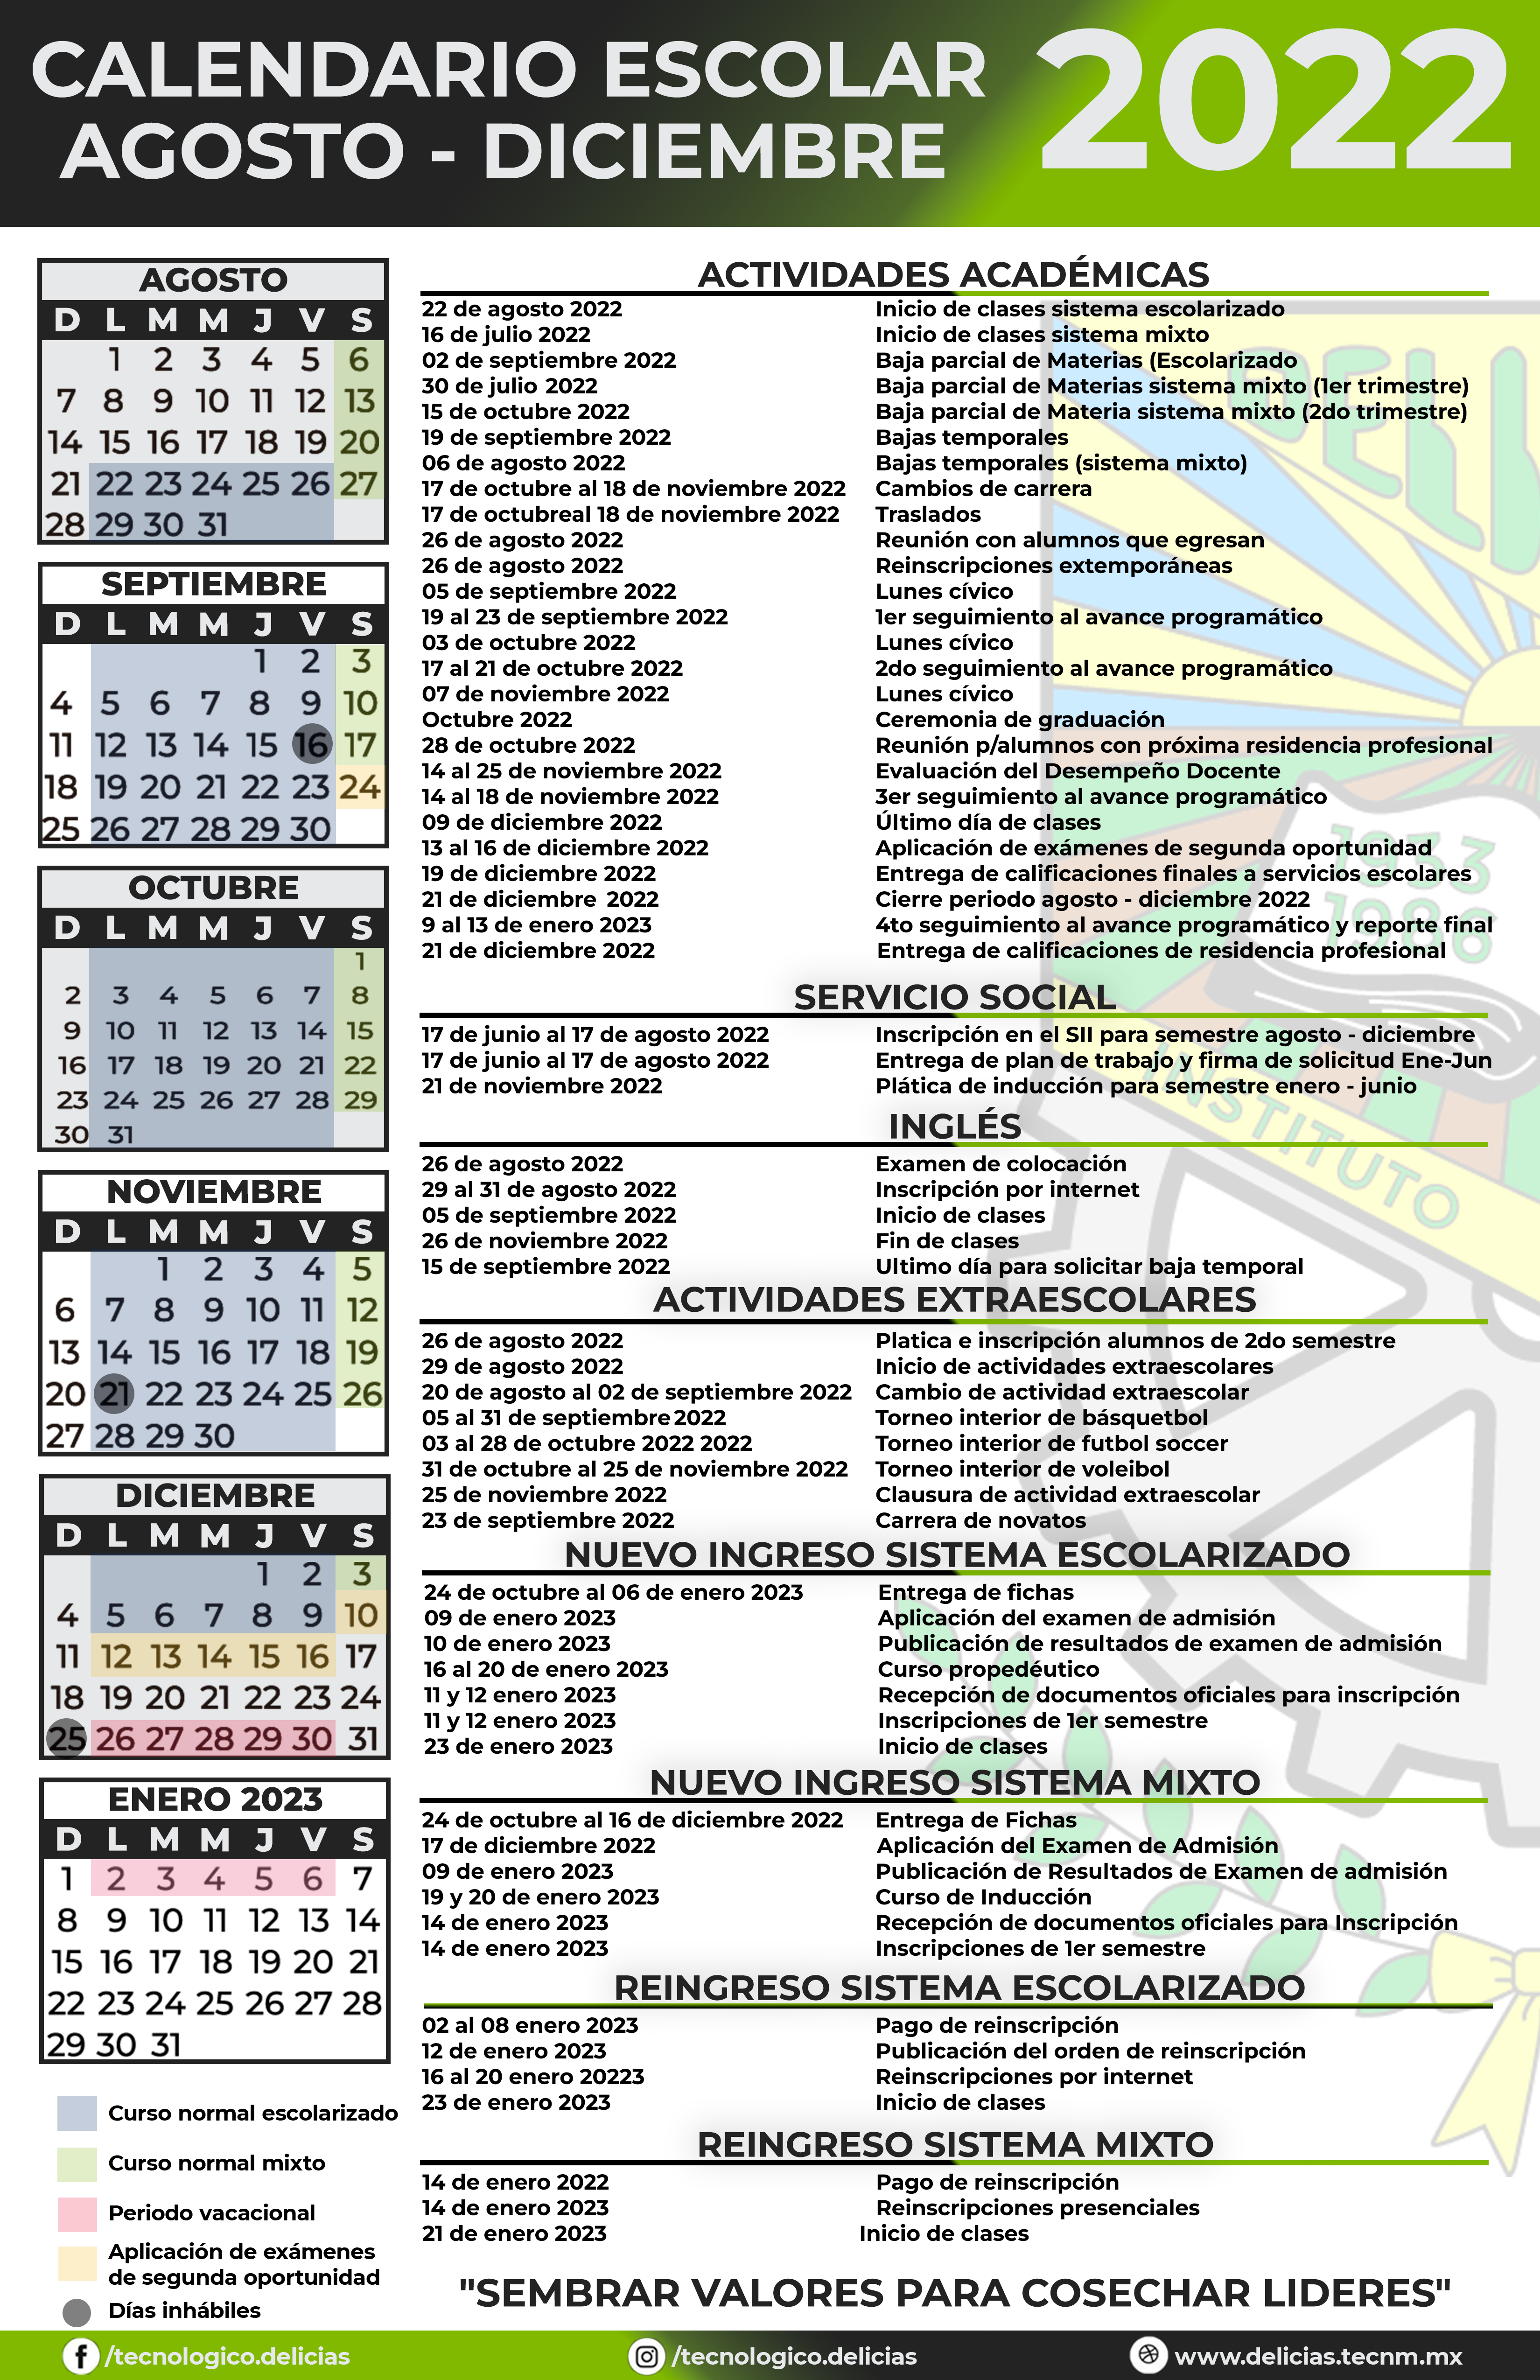 CALENDARIO ESCOLAR
AGOSTO - DICIEMBRE
2022
AGOSTO
D L M M J V S
1 2 3 4 5 6
7 8 9 10 11 12 13
14 15 16 17 18 19 20
21 22 23 24 25 26 27
28 29 30 31
SEPTIEMBRE
D L M M J V S
1 2 3
4 5 6 7 8 9 10
11 12 13 14 15 16 17
18 19 20 21 22 23 24
25 26 27 28 29 30
OCTUBRE
D L M M J V S
1
2 3 4 5 6 7 8
9 10 11 12 13 14 15
16 17 18 19 20 21 22
23 24 25 26 27 28 29
30 31
NOVIEMBRE
D L M M J V S
1 2 3 4 5
6 7 8 9 10 11 12
13 14 15 16 17 18 19
20 21 22 23 24 25 26
27 28 29 30
DICIEMBRE
D L M M J V S
1 2 3
4 5 6 7 8 9 10
11 12 13 14 15 16 17
18 19 20 21 22 23 24
25 26 27 28 29 30 31
ENERO 2023
D L M M J V S
1 2 3 4 5 6 7
8 9 10 11 12 13 14
15 16 17 18 19 20 21
22 23 24 25 26 27 28
29 30 31
Curso normal escolarizado
Curso normal mixto
Periodo vacacional
Aplicación de exámenes
de segunda oportunidad
Días inhábiles
ACTIVIDADES ACADÉMICAS
22 de agosto 2022 Inicio de clases sistema escolarizado
16 de julio 2022 Inicio de clases sistema mixto
02 de septiembre 2022 Baja parcial de Materias (Escolarizado
30 de julio 2022 Baja parcial de Materias sistema mixto (1er trimestre)
15 de octubre 2022 Baja parcial de Materia sistema mixto (2do trimestre)
19 de septiembre 2022 Bajas temporales
06 de agosto 2022 Bajas temporales (sistema mixto)
17 de octubre al 18 de noviembre 2022 Cambios de carrera
17 de octubreal 18 de noviembre 2022 Traslados
26 de agosto 2022 Reunión con alumnos que egresan
26 de agosto 2022 Reinscripciones extemporáneas
05 de septiembre 2022 Lunes cívico
19 al 23 de septiembre 2022 1er seguimiento al avance programático
03 de octubre 2022 Lunes cívico
17 al 21 de octubre 2022 2do seguimiento al avance programático
07 de noviembre 2022 Lunes cívico
Octubre 2022 Ceremonia de graduación
28 de octubre 2022 Reunión p/alumnos con próxima residencia profesional
14 al 25 de noviembre 2022 Evaluación del Desempeño Docente
14 al 18 de noviembre 2022 3er seguimiento al avance programático
09 de diciembre 2022 Último día de clases
13 al 16 de diciembre 2022 Aplicación de exámenes de segunda oportunidad
19 de diciembre 2022 Entrega de calificaciones finales a servicios escolares
21 de diciembre 2022 Cierre periodo agosto - diciembre 2022
9 al 13 de enero 2023 4to seguimiento al avance programático y reporte final
21 de diciembre 2022 Entrega de calificaciones de residencia profesional
SERVICIO SOCIAL
17 de junio al 17 de agosto 2022 Inscripción en el SII para semestre agosto - diciembre
17 de junio al 17 de agosto 2022 Entrega de plan de trabajo y firma de solicitud Ene-Jun
21 de noviembre 2022 Plática de inducción para semestre enero - junio
INGLÉS
26 de agosto 2022 Examen de colocación
29 al 31 de agosto 2022 Inscripción por internet
05 de septiembre 2022 Inicio de clases
26 de noviembre 2022 Fin de clases
15 de septiembre 2022 Ultimo día para solicitar baja temporal
ACTIVIDADES EXTRAESCOLARES
26 de agosto 2022 Platica e inscripción alumnos de 2do semestre
29 de agosto 2022 Inicio de actividades extraescolares
20 de agosto al 02 de septiembre 2022 Cambio de actividad extraescolar
05 al 31 de septiembre 2022 Torneo interior de básquetbol
03 al 28 de octubre 2022 2022 Torneo interior de futbol soccer
31 de octubre al 25 de noviembre 2022 Torneo interior de voleibol
25 de noviembre 2022 Clausura de actividad extraescolar
23 de septiembre 2022 Carrera de novatos
NUEVO INGRESO SISTEMA ESCOLARIZADO
24 de octubre al 06 de enero 2023 Entrega de fichas
09 de enero 2023 Aplicación del examen de admisión
10 de enero 2023 Publicación de resultados de examen de admisión
16 al 20 de enero 2023 Curso propedéutico
11 y 12 enero 2023 Recepción de documentos oficiales para inscripción
11 y 12 enero 2023 Inscripciones de 1er semestre
23 de enero 2023 Inicio de clases
NUEVO INGRESO SISTEMA MIXTO
24 de octubre al 16 de diciembre 2022 Entrega de Fichas
17 de diciembre 2022 Aplicación del Examen de Admisión
09 de enero 2023 Publicación de Resultados de Examen de admisión
19 y 20 de enero 2023 Curso de Inducción
14 de enero 2023 Recepción de documentos oficiales para Inscripción
14 de enero 2023 Inscripciones de 1er semestre
REINGRESO SISTEMA ESCOLARIZADO
02 al 08 enero 2023 Pago de reinscripción
12 de enero 2023 Publicación del orden de reinscripción
16 al 20 enero 20223 Reinscripciones por internet
23 de enero 2023 Inicio de clases
REINGRESO SISTEMA MIXTO
14 de enero 2022 Pago de reinscripción
14 de enero 2023 Reinscripciones presenciales
21 de enero 2023 Inicio de clases
"SEMBRAR VALORES PARA COSECHAR LIDERES"
1953
1986
INSTITUTO
/tecnologico.delicias
/tecnologico.delicias
www.delicias.tecnm.mx